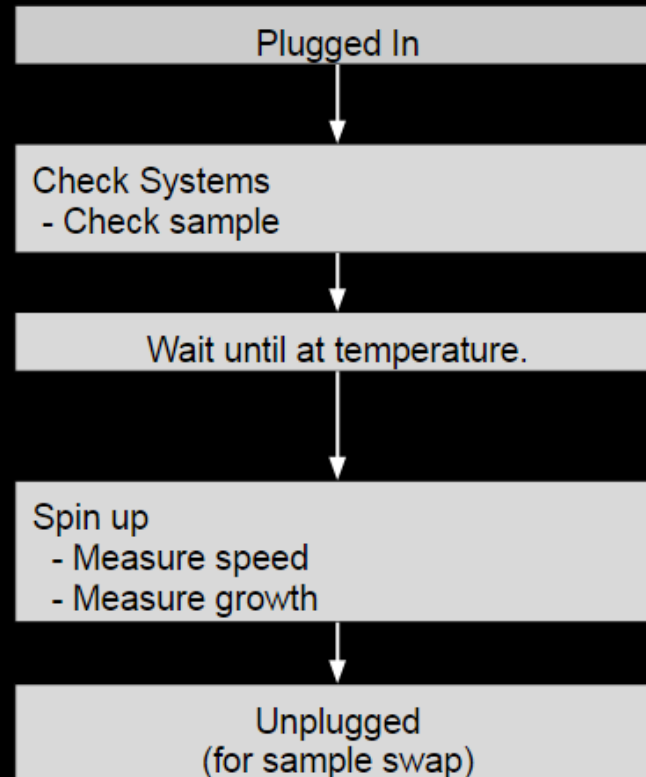 Plugged In
Check Systems
- Check sample
Wait until at temperature.
Spin up
- Measure speed
- Measure growth
Unplugged
(for sample swap)